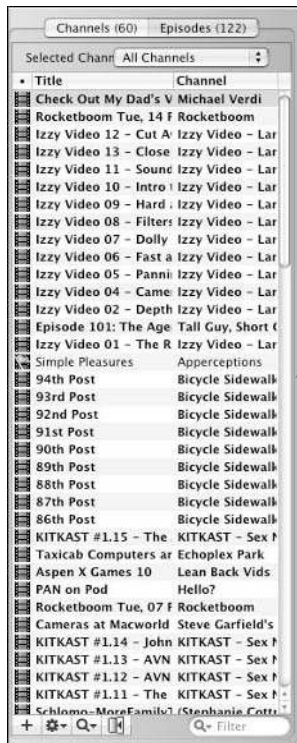 Channels (60) Episodes (122)
Selected Chann All Channels
• Title Channel
Check Out My Dad's V Michael Verdi
Rocketboom Tue, 14 F Rocketboom
Izzy Video 12 – Cut A Izzy Video – Lar
Izzy Video 13 – Close Izzy Video – Lar
Izzy Video 11 – Sound Izzy Video – Lar
Izzy Video 10 – Intro Izzy Video – Lar
Izzy Video 09 – Hard Izzy Video – Lar
Izzy Video 08 – Filters Izzy Video – Lar
Izzy Video 07 – Dolly Izzy Video – Lar
Izzy Video 06 – Fast a Izzy Video – Lar
Izzy Video 05 – Pannin Izzy Video – Lar
Izzy Video 04 – Came Izzy Video – Lar
Izzy Video 02 – Depth Izzy Video – Lar
Episode 101: The Age Tall Guy, Short
Izzy Video 01 – The R Izzy Video – Lar
Simple Pleasures Apperceptions
94th Post Bicycle Sidewalk
93rd Post Bicycle Sidewalk
92nd Post Bicycle Sidewalk
91st Post Bicycle Sidewalk
90th Post Bicycle Sidewalk
89th Post Bicycle Sidewalk
88th Post Bicycle Sidewalk
87th Post Bicycle Sidewalk
86th Post Bicycle Sidewalk
KITKAST #1.15 – The KITKAST – Sex
Taxicab Computers ar Echoplex Park
Aspen X Games 10 Lean Back Vids
PAN on Pod Hello?
Rocketboom Tue, 07 F Rocketboom
Cameras at Macworld Steve Garfield's
KITKAST #1.14 – John KITKAST – Sex
KITKAST #1.13 – AVN KITKAST – Sex
KITKAST #1.12 – AVN KITKAST – Sex
KITKAST #1.11 – The KITKAST – Sex
Schlomo–MoreFamily (Stephanie
Filter